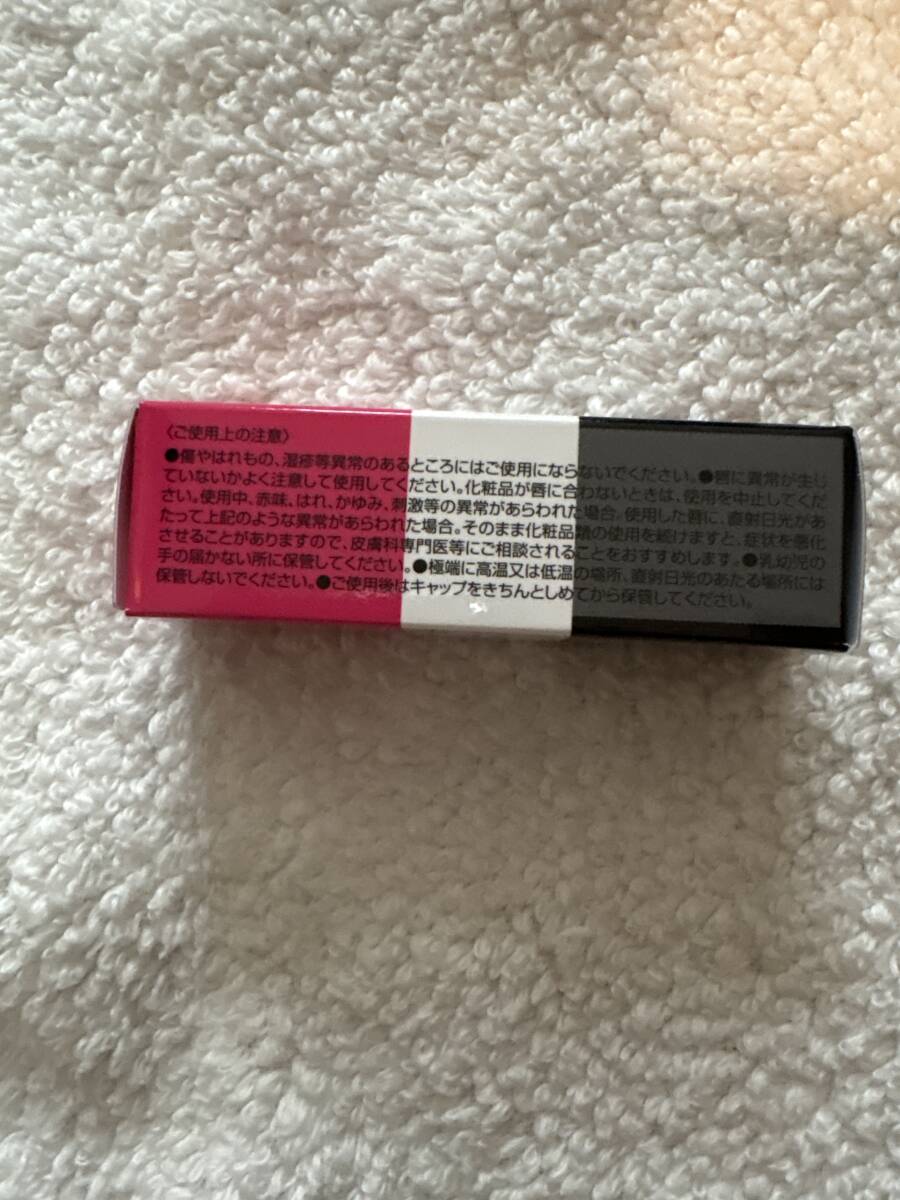 〈ご使用上の注意〉
●傷やはれもの、湿疹等異常のあるところにはご使用にならないでください。●唇に異常が生じ
ていないかよく注意して使用してください。化粧品が唇に合わないときは、使用を中止してくだ
さい。使用中、赤味、はれ、かゆみ、刺激等の異常があらわれた場合。使用した唇に、直射日光があ
たって上記のような異常があらわれた場合。そのまま化粧品類の使用を続けますと、症状を悪化
させることがありますので、皮膚科専門医等にご相談されることをおすすめします。●乳幼児の
手の届かない所に保管してください。●極端に高温又は低温の場所、直射日光のあたる場所には
保管しないでください。●ご使用後はキャップをきちんとしめてから保管してください。